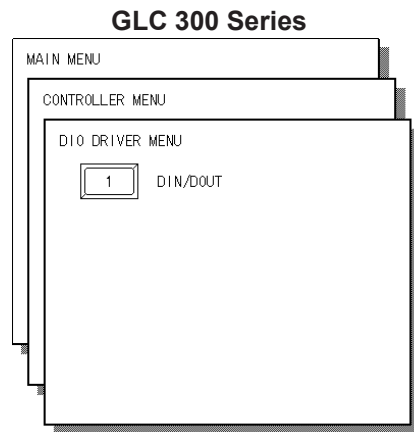 GLC 300 Series
MAIN MENU
CONTROLLER MENU
DIO DRIVER MENU
1 DIN/DOUT